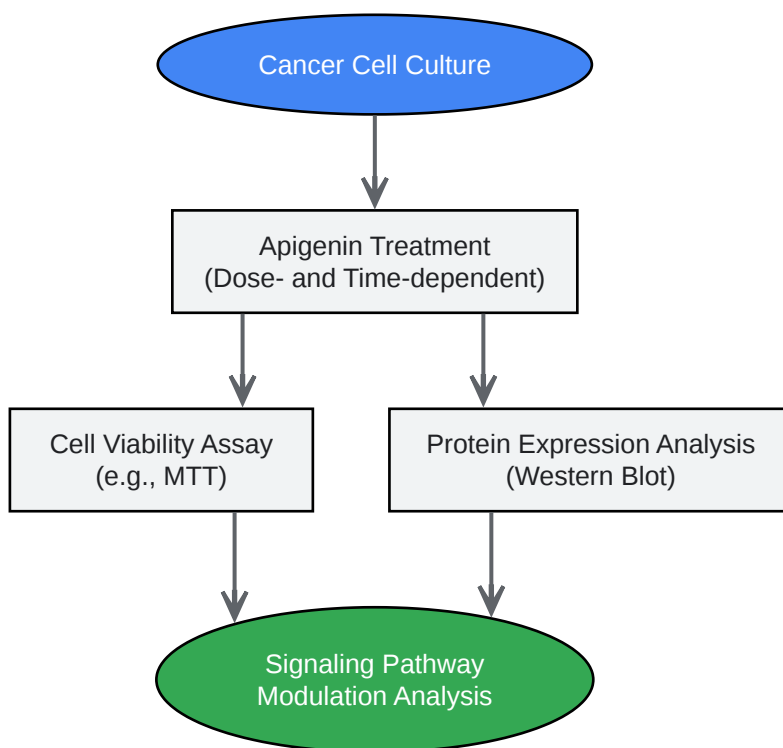 Cancer Cell Culture
Apigenin Treatment
(Dose- and Time-dependent)
Cell Viability Assay
(e.g., MTT)
Protein Expression Analysis
(Western Blot)
Signaling Pathway
Modulation Analysis